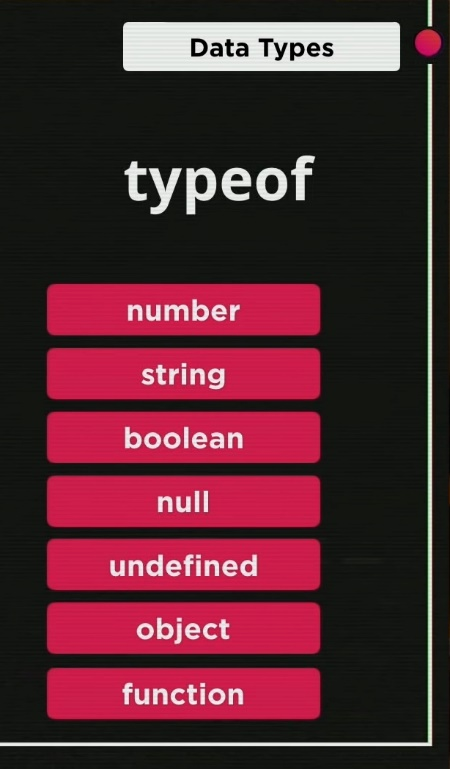 Data Types
typeof
number
string
boolean
null
undefined
object
function